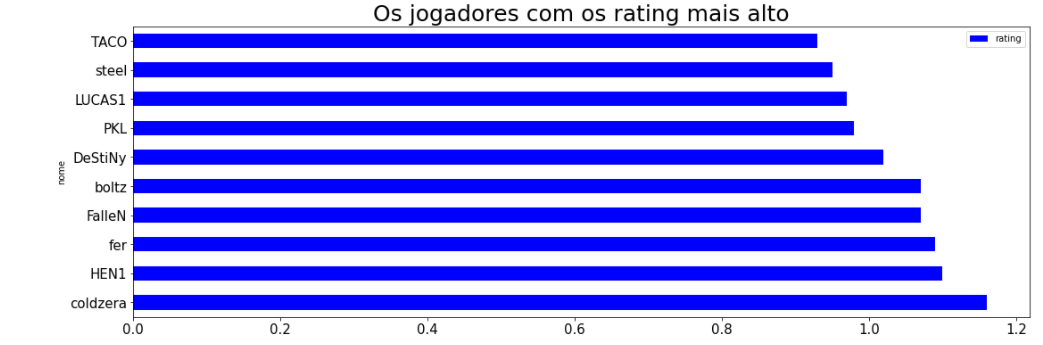 Os jogadores com os rating mais alto
rating
nome
TACO
steel
LUCAS1
PKL
DeStiNy
boltz
FalleN
fer
HEN1
coldzera
0.0 0.2 0.4 0.6 0.8 1.0 1.2